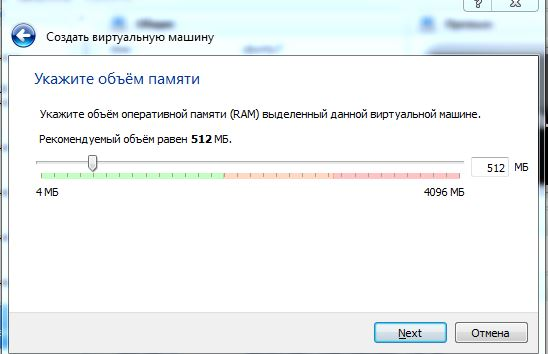 ?
Создать виртуальную машину
Укажите объём памяти
Укажите объём оперативной памяти (RAM) выделенный данной виртуальной машине.
Рекомендуемый объём равен 512 МБ.
512 МБ
4 МБ 4096 МБ
Next Отмена